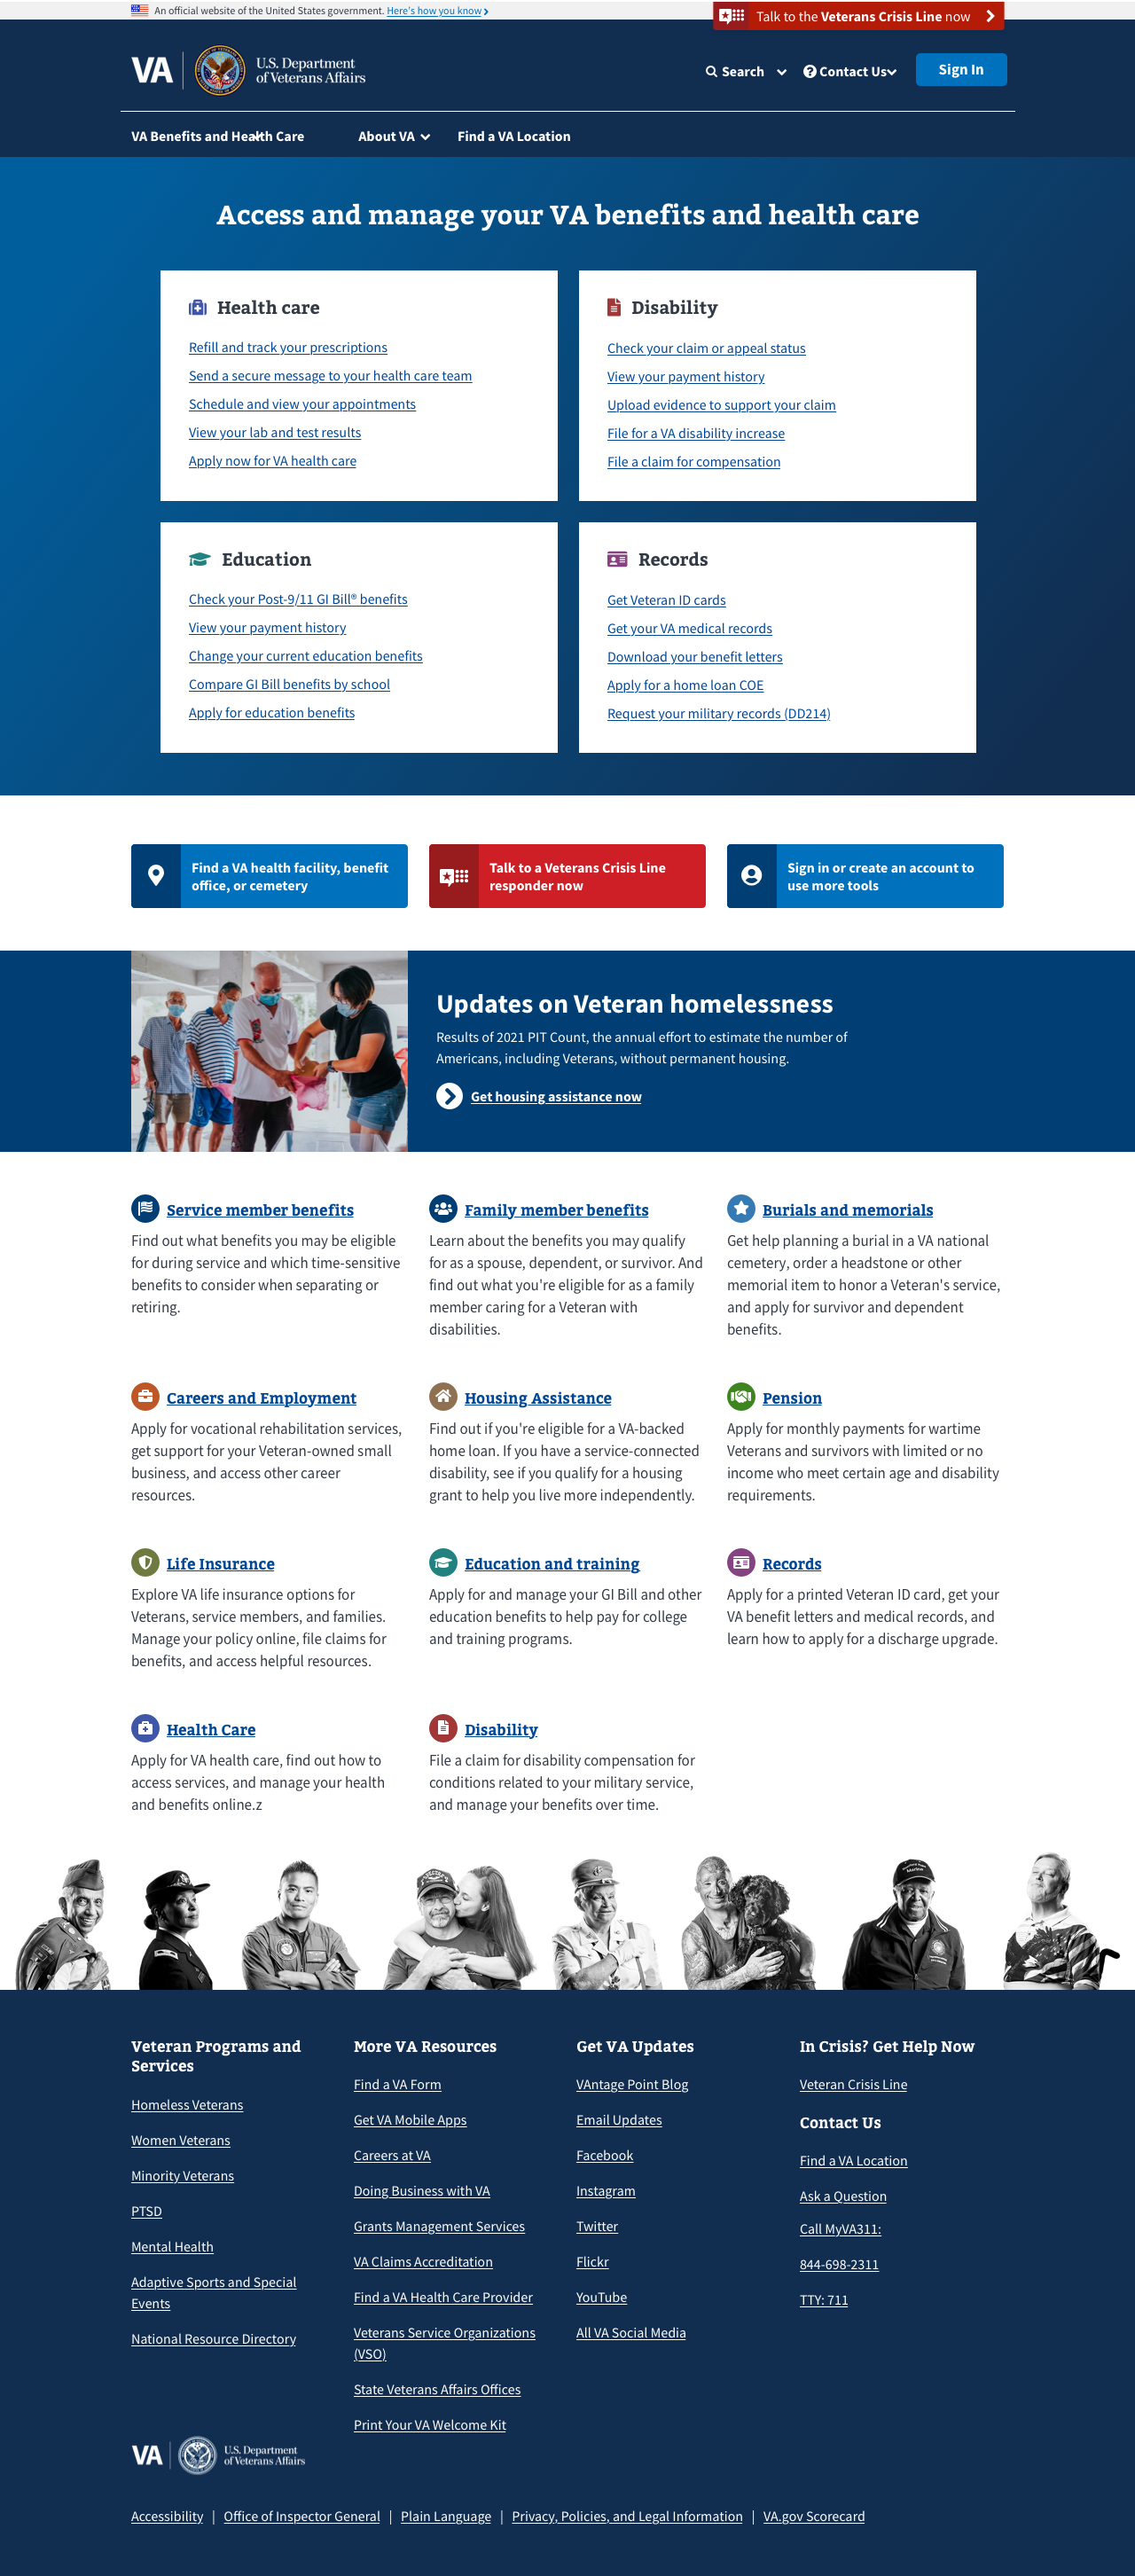 An official website of the United States government. Here's how you know
Talk to the Veterans Crisis Line now
VA
U.S. Department
of Veterans Affairs
Search
Contact Us
Sign In
VA Benefits and Health Care
About VA
Find a VA Location
Access and manage your VA benefits and health care
Health care
Refill and track your prescriptions
Send a secure message to your health care team
Schedule and view your appointments
View your lab and test results
Apply now for VA health care
Disability
Check your claim or appeal status
View your payment history
Upload evidence to support your claim
File for a VA disability increase
File a claim for compensation
Education
Check your Post-9/11 GI Bill® benefits
View your payment history
Change your current education benefits
Compare GI Bill benefits by school
Apply for education benefits
Records
Get Veteran ID cards
Get your VA medical records
Download your benefit letters
Apply for a home loan COE
Request your military records (DD214)
Find a VA health facility, benefit
office, or cemetery
Talk to a Veterans Crisis Line
responder now
Sign in or create an account to
use more tools
Updates on Veteran homelessness
Results of 2021 PIT Count, the annual effort to estimate the number of
Americans, including Veterans, without permanent housing.
Get housing assistance now
Service member benefits
Find out what benefits you may be eligible
for during service and which time-sensitive
benefits to consider when separating or
retiring.
Family member benefits
Learn about the benefits you may qualify
for as a spouse, dependent, or survivor. And
find out what you're eligible for as a family
member caring for a Veteran with
disabilities.
Burials and memorials
Get help planning a burial in a VA national
cemetery, order a headstone or other
memorial item to honor a Veteran's service,
and apply for survivor and dependent
benefits.
Careers and Employment
Apply for vocational rehabilitation services,
get support for your Veteran-owned small
business, and access other career
resources.
Housing Assistance
Find out if you're eligible for a VA-backed
home loan. If you have a service-connected
disability, see if you qualify for a housing
grant to help you live more independently.
Pension
Apply for monthly payments for wartime
Veterans and survivors with limited or no
income who meet certain age and disability
requirements.
Life Insurance
Explore VA life insurance options for
Veterans, service members, and families.
Manage your policy online, file claims for
benefits, and access helpful resources.
Education and training
Apply for and manage your GI Bill and other
education benefits to help pay for college
and training programs.
Records
Apply for a printed Veteran ID card, get your
VA benefit letters and medical records, and
learn how to apply for a discharge upgrade.
Health Care
Apply for VA health care, find out how to
access services, and manage your health
and benefits online.z
Disability
File a claim for disability compensation for
conditions related to your military service,
and manage your benefits over time.
Veteran Programs and
Services
Homeless Veterans
Women Veterans
Minority Veterans
PTSD
Mental Health
Adaptive Sports and Special
Events
National Resource Directory
More VA Resources
Find a VA Form
Get VA Mobile Apps
Careers at VA
Doing Business with VA
Grants Management Services
VA Claims Accreditation
Find a VA Health Care Provider
Veterans Service Organizations
(VSO)
State Veterans Affairs Offices
Print Your VA Welcome Kit
Get VA Updates
VAntage Point Blog
Email Updates
Facebook
Instagram
Twitter
Flickr
YouTube
All VA Social Media
In Crisis? Get Help Now
Veteran Crisis Line
Contact Us
Find a VA Location
Ask a Question
Call MyVA311:
844-698-2311
TTY: 711
VA
U.S. Department
of Veterans Affairs
Accessibility | Office of Inspector General | Plain Language | Privacy, Policies, and Legal Information | VA.gov Scorecard